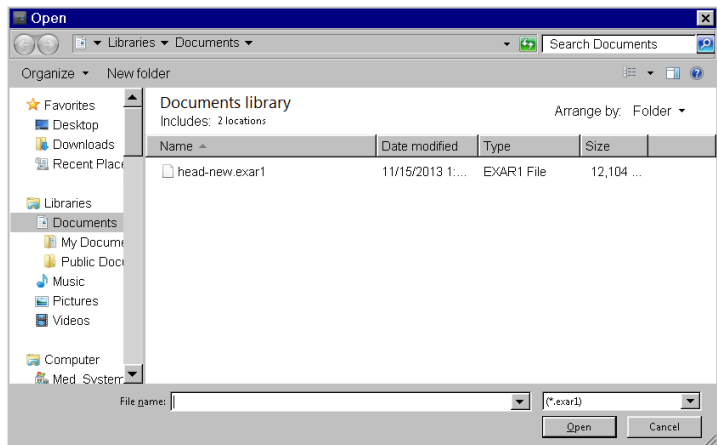 Open
Libraries Documents
Search Documents
Organize New folder
Favorites
Desktop
Downloads
Recent Place
Libraries
Documents
My Docume
Public Docu
Music
Pictures
Videos
Computer
Med_System
Documents library
Includes: 2 locations
Arrange by: Folder
Name Date modified Type Size
head-new.exar1 11/15/2013 1:... EXAR1 File 12,104 ...
File name: (*.exar1)
Open Cancel